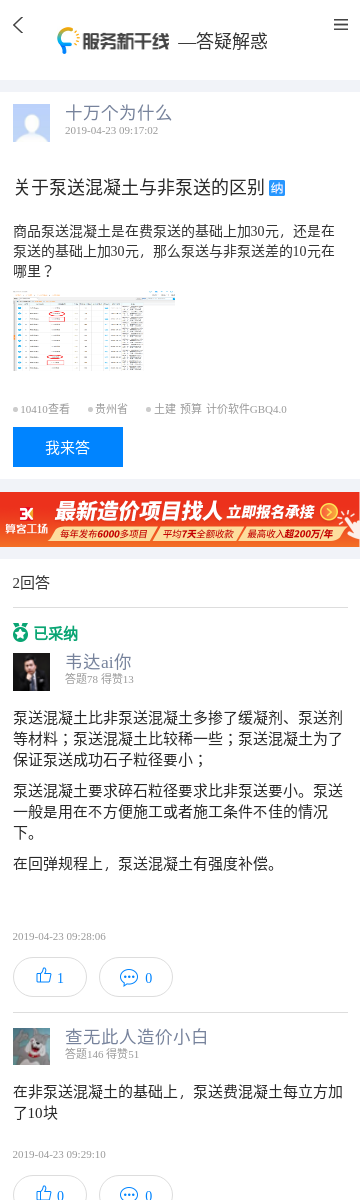 服务新干线 —答疑解惑
十万个为什么
2019-04-23 09:17:02
关于泵送混凝土与非泵送的区别 纳
商品泵送混凝土是在费泵送的基础上加30元，还是在
泵送的基础上加30元，那么泵送与非泵送差的10元在
哪里？
10410查看 贵州省 土建 预算 计价软件GBQ4.0
我来答
算客工场
最新造价项目找人 立即报名承接
每年发布6000多项目 平均7天全额收款 最高收入超200万/年
2回答
已采纳
韦达ai你
答题78 得赞13
泵送混凝土比非泵送混凝土多掺了缓凝剂、泵送剂
等材料；泵送混凝土比较稀一些；泵送混凝土为了
保证泵送成功石子粒径要小；
泵送混凝土要求碎石粒径要求比非泵送要小。泵送
一般是用在不方便施工或者施工条件不佳的情况
下。
在回弹规程上，泵送混凝土有强度补偿。
2019-04-23 09:28:06
1 0
查无此人造价小白
答题146 得赞51
在非泵送混凝土的基础上，泵送费混凝土每立方加
了10块
2019-04-23 09:29:10
0 0